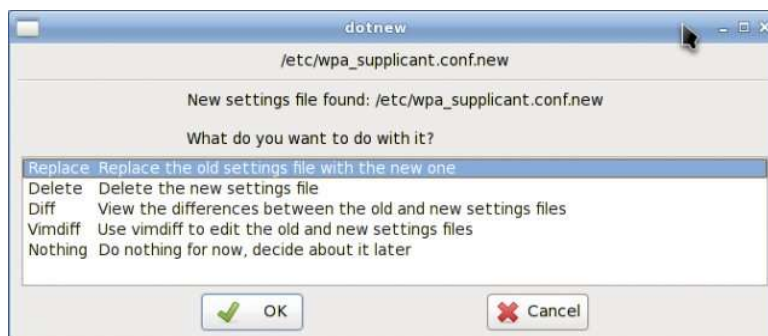 dotnew
/etc/wpa_supplicant.conf.new
New settings file found: /etc/wpa_supplicant.conf.new
What do you want to do with it?
Replace Replace the old settings file with the new one
Delete Delete the new settings file
Diff View the differences between the old and new settings files
Vimdiff Use vimdiff to edit the old and new settings files
Nothing Do nothing for now, decide about it later
OK Cancel